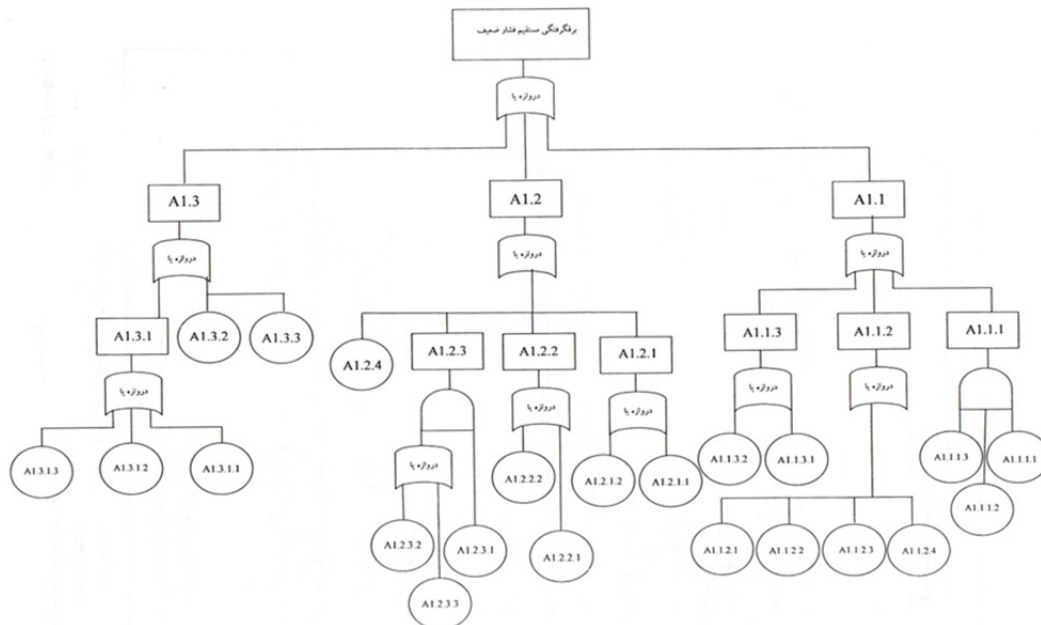 برقگرفتگی مستقیم فشار ضعیف
دروازه یا
A1.3
A1.2
A1.1
دروازه یا
دروازه یا
دروازه یا
A1.3.1
A1.3.2
A1.3.3
A1.2.4
A1.2.3
A1.2.2
A1.2.1
A1.1.3
A1.1.2
A1.1.1
دروازه یا
دروازه یا
دروازه یا
دروازه یا
دروازه یا
A1.3.1.3
A1.3.1.2
A1.3.1.1
دروازه یا
A1.2.2.2
A1.2.1.2
A1.2.1.1
A1.1.3.2
A1.1.3.1
A1.1.1.3
A1.1.1.1
A1.1.1.2
A1.2.3.2
A1.2.3.1
A1.2.2.1
A1.1.2.1
A1.1.2.2
A1.1.2.3
A1.1.2.4
A1.2.3.3